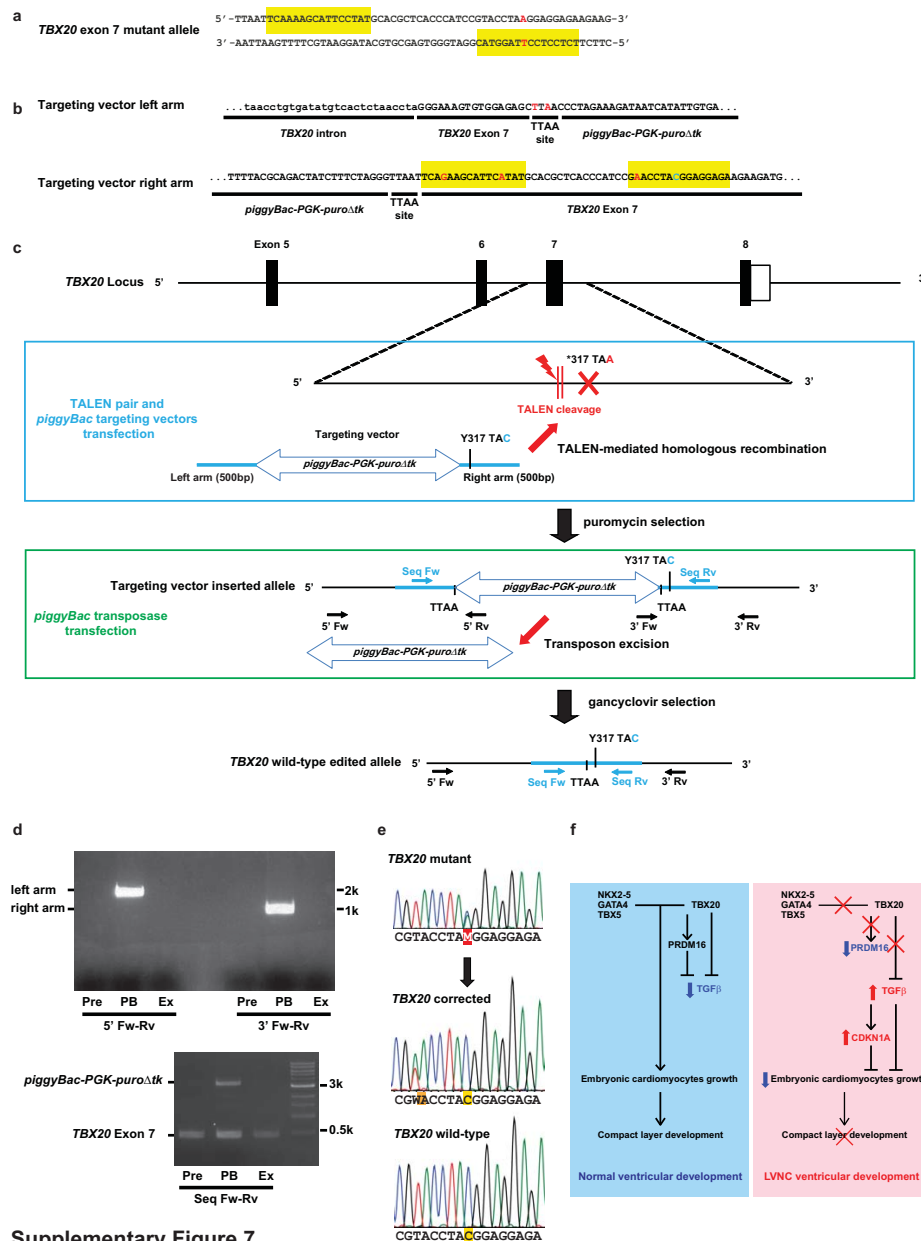 a
TBX20 exon 7 mutant allele
5’-TTAATTCAAAAGCATTCCTATGCACGCTCACCCATCCGTACCTAAGGAGGAGAAGAAG-3’
3’-AATTAAGTTTTCGTAAGGATACGTGCGAGTGGGTAGGCATGGATTCCTCCTCTTCTTC-5’
b
Targeting vector left arm
...taacctgtgatatgtcactctaacctaGGGAAAGTGTGGAGAGCTTAACCCTAGAAAGATAATCATATTGTGA...
TBX20 intron
TBX20 Exon 7
TTAA site
piggyBac-PGK-puroΔtk
Targeting vector right arm
...TTTTACGCAGACTATCTTTCTAGGGTTAATTCAGAAGCATTCATATGCACGCTCACCCATCCGAACCTACGGAGGAGAAGAAGATG...
piggyBac-PGK-puroΔtk
TTAA site
TBX20 Exon 7
c
Exon 5
6
7
8
TBX20 Locus
5’
3’
*317 TAA
5’
3’
TALEN cleavage
TALEN pair and
piggyBac targeting vectors
transfection
Targeting vector
Y317 TAC
piggyBac-PGK-puroΔtk
TALEN-mediated homologous recombination
Left arm (500bp)
Right arm (500bp)
puromycin selection
Y317 TAC
Seq Fw
Seq Rv
Targeting vector inserted allele
5’
piggyBac-PGK-puroΔtk
3’
TTAA
TTAA
piggyBac transposase
transfection
5’ Fw
5’ Rv
3’ Fw
3’ Rv
Transposon excision
piggyBac-PGK-puroΔtk
gancyclovir selection
Y317 TAC
TBX20 wild-type edited allele
5’
3’
5’ Fw
Seq Fw
TTAA
Seq Rv
3’ Rv
d
left arm
right arm
2k
1k
Pre PB Ex
Pre PB Ex
5’ Fw-Rv
3’ Fw-Rv
piggyBac-PGK-puroΔtk
3k
TBX20 Exon 7
0.5k
Pre PB Ex
Seq Fw-Rv
e
TBX20 mutant
CGTACCTAMGGAGGAGA
TBX20 corrected
CGWACCTACGGAGGAGA
TBX20 wild-type
CGTACCTACGGAGGAGA
f
NKX2-5
GATA4
TBX5
TBX20
PRDM16
TGFβ
Embryonic cardiomyocytes growth
Compact layer development
Normal ventricular development
NKX2-5
GATA4
TBX5
TBX20
PRDM16
TGFβ
CDKN1A
Embryonic cardiomyocytes growth
Compact layer development
LVNC ventricular development
Supplementary Figure 7